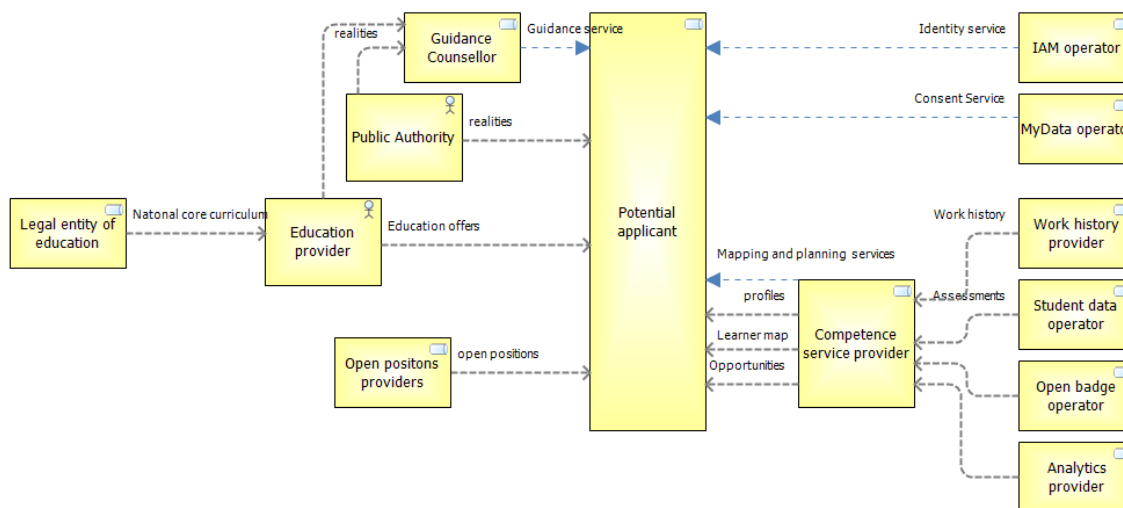 realities
Guidance
Counsellor
Guidance service
Identity service
IAM operator
Public Authority
realities
Consent Service
MyData operator
Legal entity of
education
Natonal core curriculum
Education
provider
Education offers
Potential
applicant
Work history
Work history
provider
Mapping and planning services
profiles
Learner map
Opportunities
Competence
service provider
Assessments
Student data
operator
Open positons
providers
open positions
Open badge
operator
Analytics
provider